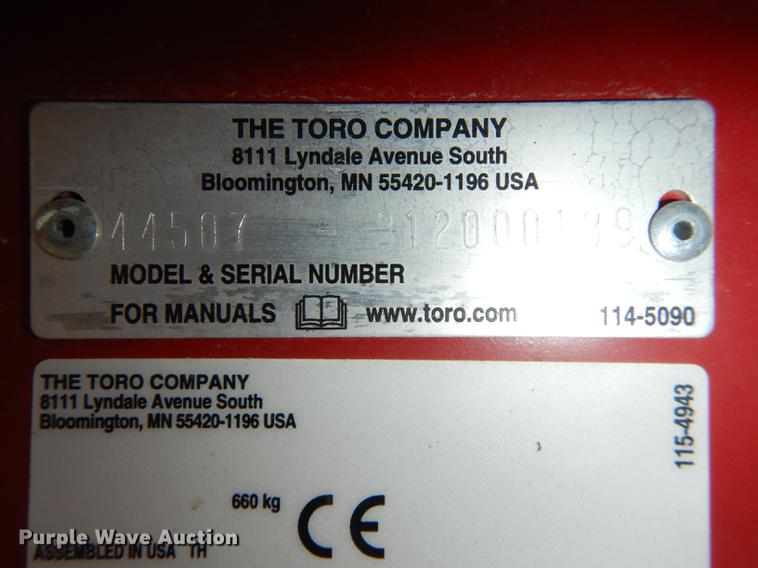 THE TORO COMPANY
8111 Lyndale Avenue South
Bloomington, MN 55420-1196 USA
44507 - 312000139
MODEL & SERIAL NUMBER
FOR MANUALS www.toro.com 114-5090
THE TORO COMPANY
8111 Lyndale Avenue South
Bloomington, MN 55420-1196 USA
115-4943
660 kg
CE
ASSEMBLED IN USA TH
Purple Wave Auction